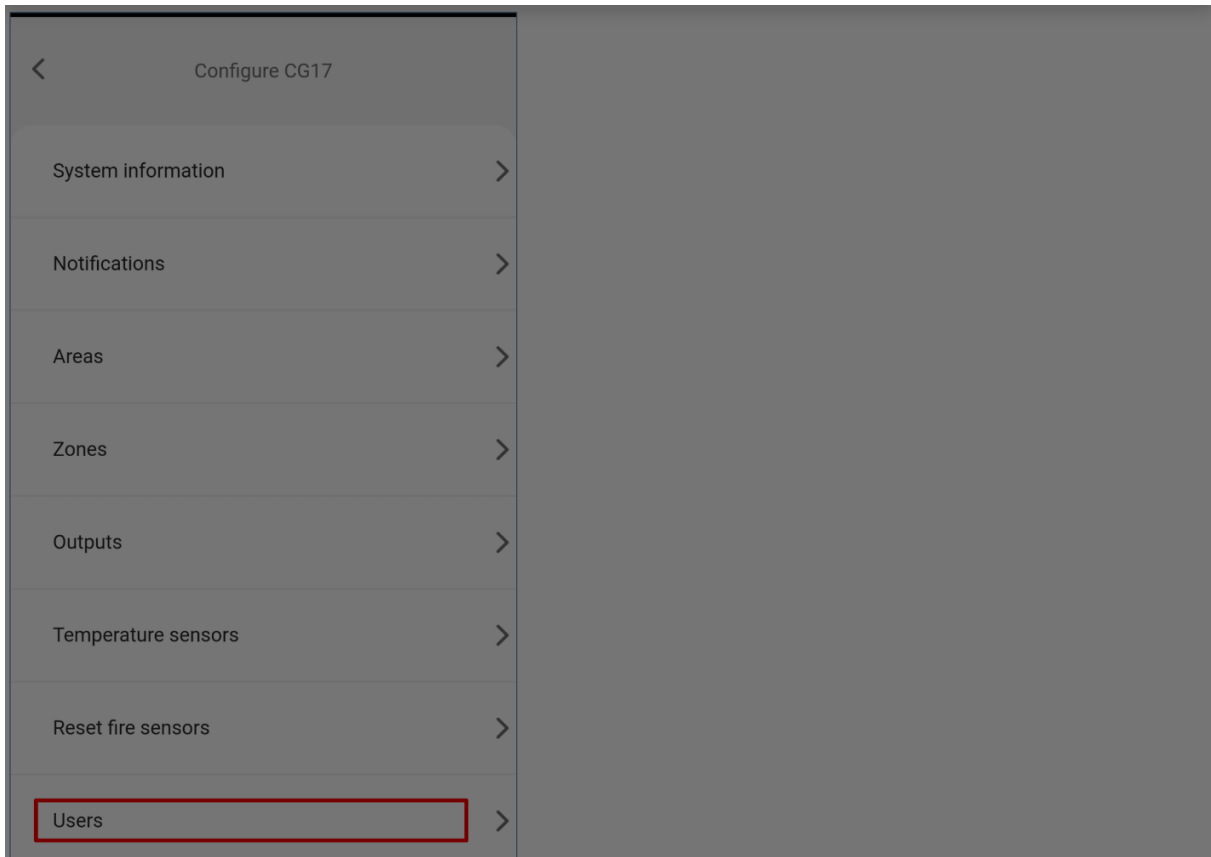 Configure CG17
System information
Notifications
Areas
Zones
Outputs
Temperature sensors
Reset fire sensors
Users